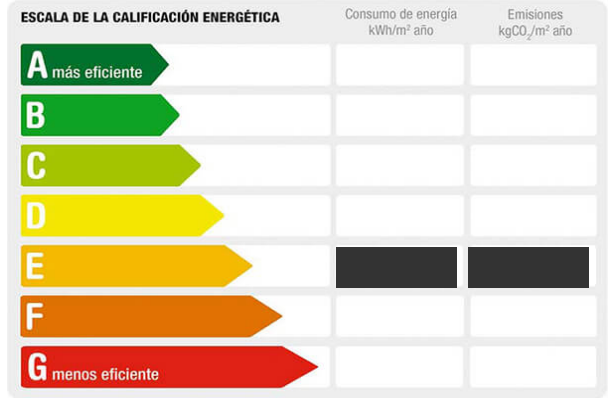 ESCALA DE LA CALIFICACIÓN ENERGÉTICA
Consumo de energía
kWh/m² año
Emisiones
kgCO₂/m² año
A más eficiente
B
C
D
E
F
G menos eficiente